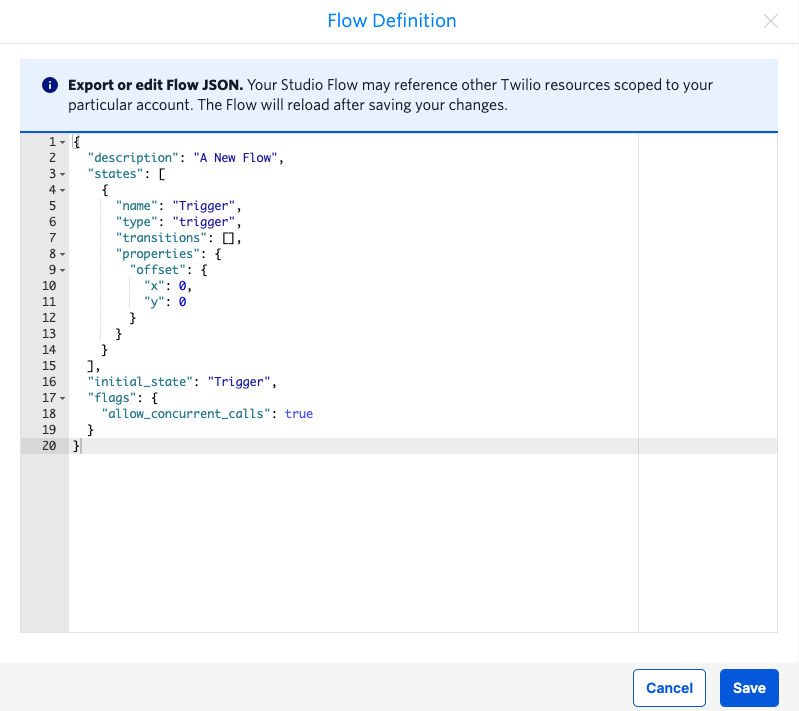 Flow Definition
Export or edit Flow JSON. Your Studio Flow may reference other Twilio resources scoped to your
particular account. The Flow will reload after saving your changes.
1 {
2   "description": "A New Flow",
3   "states": [
4     {
5       "name": "Trigger",
6       "type": "trigger",
7       "transitions": [],
8       "properties": {
9         "offset": {
10           "x": 0,
11           "y": 0
12         }
13       }
14     }
15   ],
16   "initial_state": "Trigger",
17   "flags": {
18     "allow_concurrent_calls": true
19   }
20 }
Cancel Save